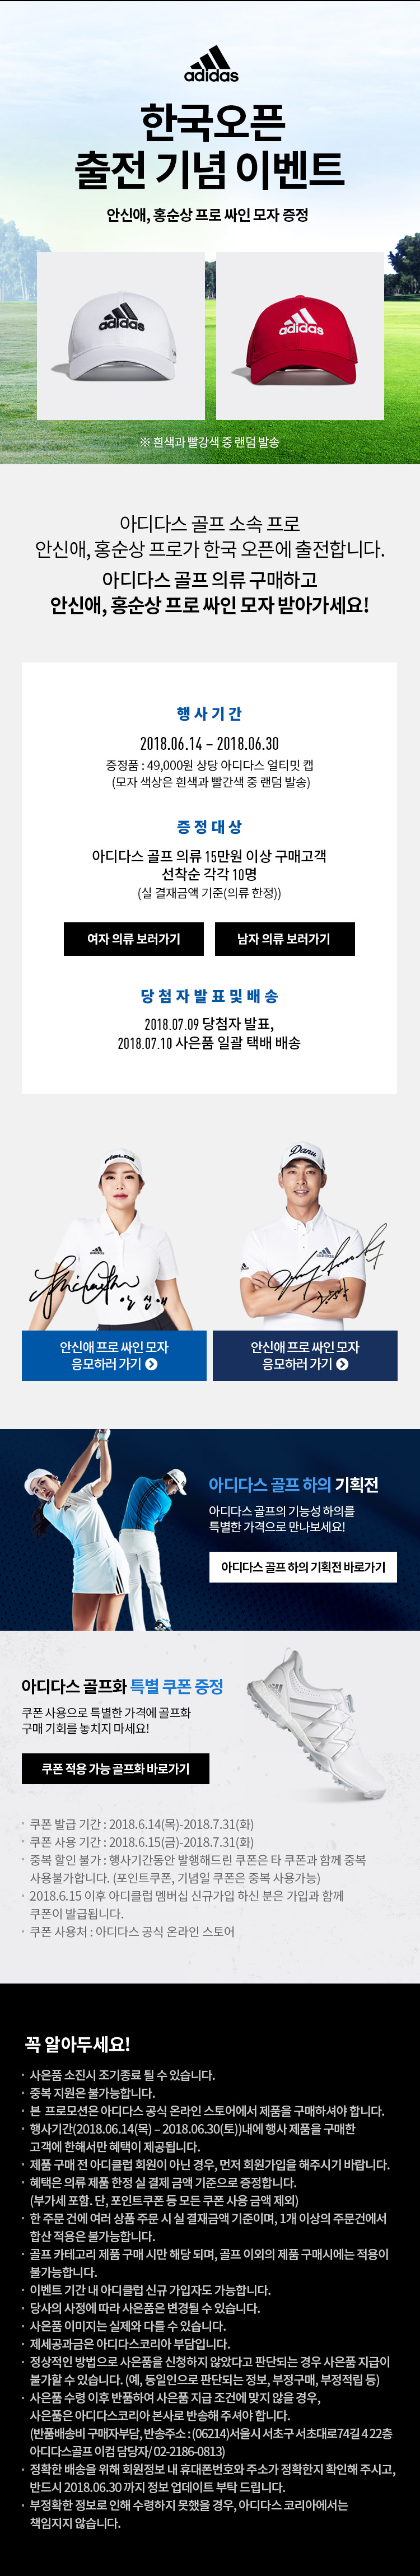 adidas
한국오픈
출전 기념 이벤트
안신애, 홍순상 프로 싸인 모자 증정
adidas
adidas
※ 흰색과 빨강색 중 랜덤 발송
아디다스 골프 소속 프로
안신애, 홍순상 프로가 한국 오픈에 출전합니다.
아디다스 골프 의류 구매하고
안신애, 홍순상 프로 싸인 모자 받아가세요!
행사기간
2018.06.14 – 2018.06.30
증정품 : 49,000원 상당 아디다스 얼티밋 캡
(모자 색상은 흰색과 빨간색 중 랜덤 발송)
증정대상
아디다스 골프 의류 15만원 이상 구매고객
선착순 각각 10명
(실 결재금액 기준(의류 한정))
여자 의류 보러가기
남자 의류 보러가기
당첨자발표및배송
2018.07.09 당첨자 발표,
2018.07.10 사은품 일괄 택배 배송
adidas
안신애
adidas
안신애 프로 싸인 모자
응모하러 가기
안신애 프로 싸인 모자
응모하러 가기
아디다스 골프 하의 기획전
아디다스 골프의 기능성 하의를
특별한 가격으로 만나보세요!
아디다스 골프 하의 기획전 바로가기
아디다스 골프화 특별 쿠폰 증정
쿠폰 사용으로 특별한 가격에 골프화
구매 기회를 놓치지 마세요!
쿠폰 적용 가능 골프화 바로가기
· 쿠폰 발급 기간 : 2018.6.14(목)-2018.7.31(화)
· 쿠폰 사용 기간 : 2018.6.15(금)-2018.7.31(화)
· 중복 할인 불가 : 행사기간동안 발행해드린 쿠폰은 타 쿠폰과 함께 중복
사용불가합니다. (포인트쿠폰, 기념일 쿠폰은 중복 사용가능)
· 2018.6.15 이후 아디클럽 멤버십 신규가입 하신 분은 가입과 함께
쿠폰이 발급됩니다.
· 쿠폰 사용처 : 아디다스 공식 온라인 스토어
꼭 알아두세요!
· 사은품 소진시 조기종료 될 수 있습니다.
· 중복 지원은 불가능합니다.
· 본 프로모션은 아디다스 공식 온라인 스토어에서 제품을 구매하셔야 합니다.
· 행사기간(2018.06.14(목) – 2018.06.30(토))내에 행사 제품을 구매한
고객에 한해서만 혜택이 제공됩니다.
· 제품 구매 전 아디클럽 회원이 아닌 경우, 먼저 회원가입을 해주시기 바랍니다.
· 혜택은 의류 제품 한정 실 결제 금액 기준으로 증정합니다.
(부가세 포함. 단, 포인트쿠폰 등 모든 쿠폰 사용 금액 제외)
· 한 주문 건에 여러 상품 주문 시 실 결재금액 기준이며, 1개 이상의 주문건에서
합산 적용은 불가능합니다.
· 골프 카테고리 제품 구매 시만 해당 되며, 골프 이외의 제품 구매시에는 적용이
불가능합니다.
· 이벤트 기간 내 아디클럽 신규 가입자도 가능합니다.
· 당사의 사정에 따라 사은품은 변경될 수 있습니다.
· 사은품 이미지는 실제와 다를 수 있습니다.
· 제세공과금은 아디다스코리아 부담입니다.
· 정상적인 방법으로 사은품을 신청하지 않았다고 판단되는 경우 사은품 지급이
불가할 수 있습니다. (예, 동일인으로 판단되는 정보, 부정구매, 부정적립 등)
· 사은품 수령 이후 반품하여 사은품 지급 조건에 맞지 않을 경우,
사은품은 아디다스코리아 본사로 반송해 주셔야 합니다.
(반품배송비 구매자부담, 반송주소 : (06214)서울시 서초구 서초대로74길 4 22층
아디다스골프 이컴 담당자/ 02-2186-0813)
· 정확한 배송을 위해 회원정보 내 휴대폰번호와 주소가 정확한지 확인해 주시고,
반드시 2018.06.30 까지 정보 업데이트 부탁 드립니다.
· 부정확한 정보로 인해 수령하지 못했을 경우, 아디다스 코리아에서는
책임지지 않습니다.